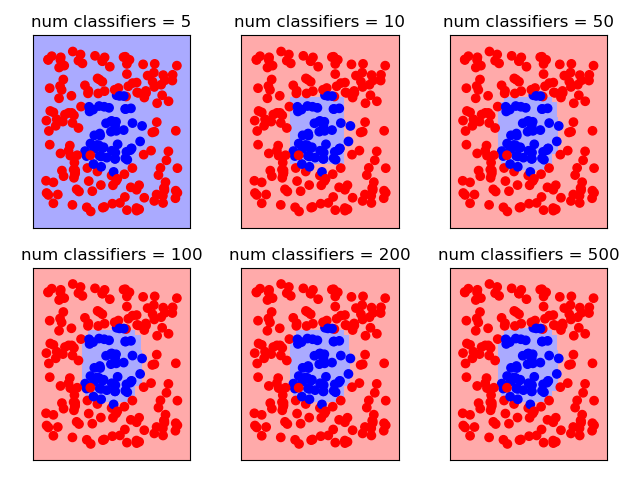 num classifiers = 5
num classifiers = 10
num classifiers = 50
num classifiers = 100
num classifiers = 200
num classifiers = 500